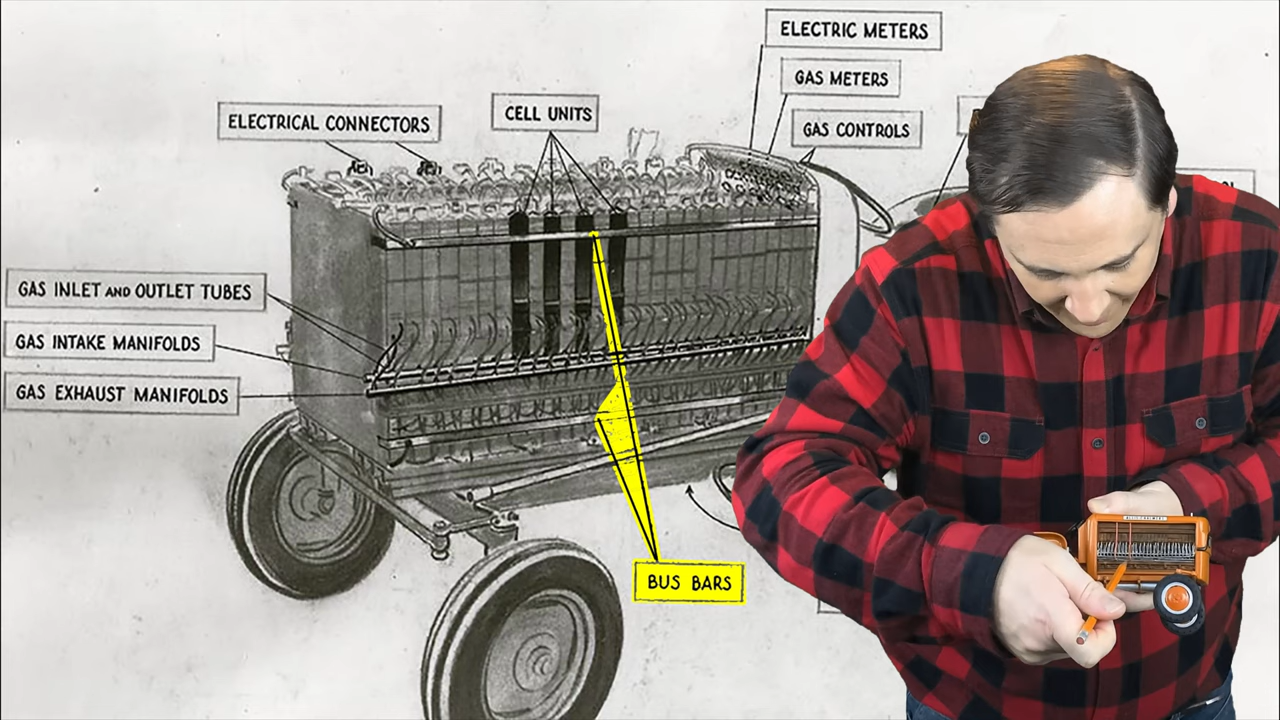 ELECTRIC METERS
GAS METERS
ELECTRICAL CONNECTORS
CELL UNITS
GAS CONTROLS
GAS INLET AND OUTLET TUBES
GAS INTAKE MANIFOLDS
GAS EXHAUST MANIFOLDS
BUS BARS